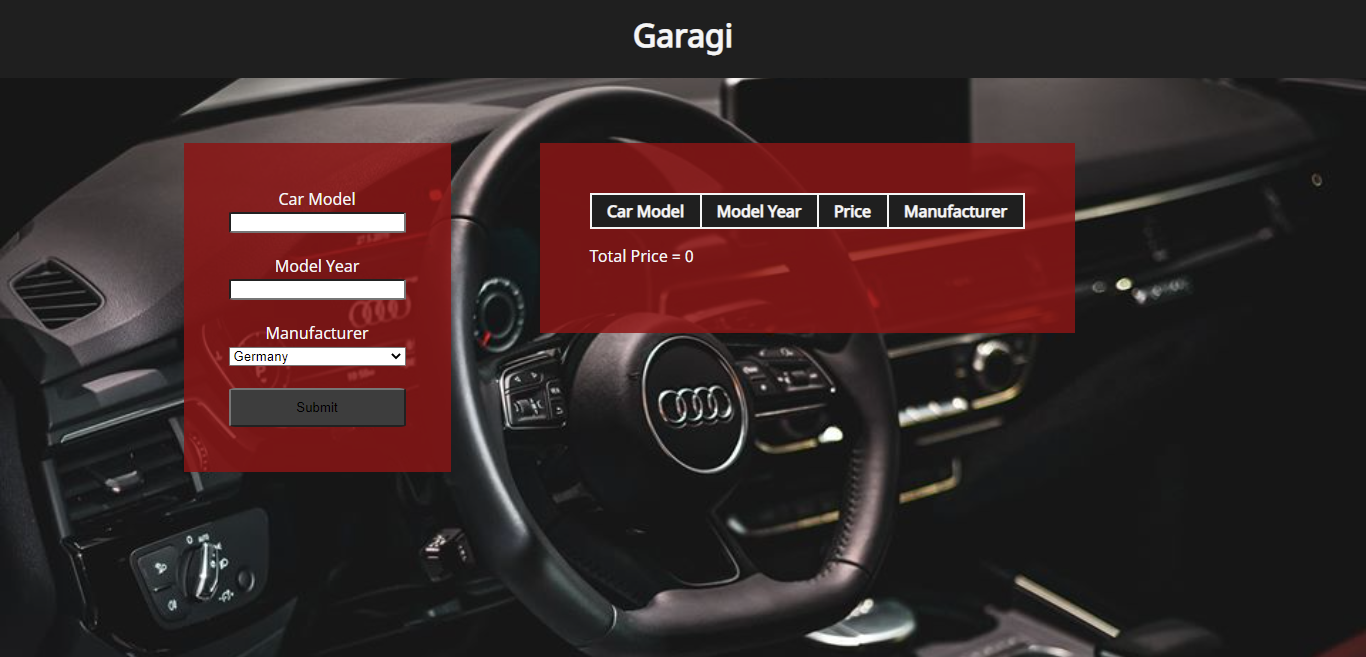 Garagi
Car Model
Model Year
Manufacturer
Germany
Submit
Car Model Model Year Price Manufacturer
Total Price = 0